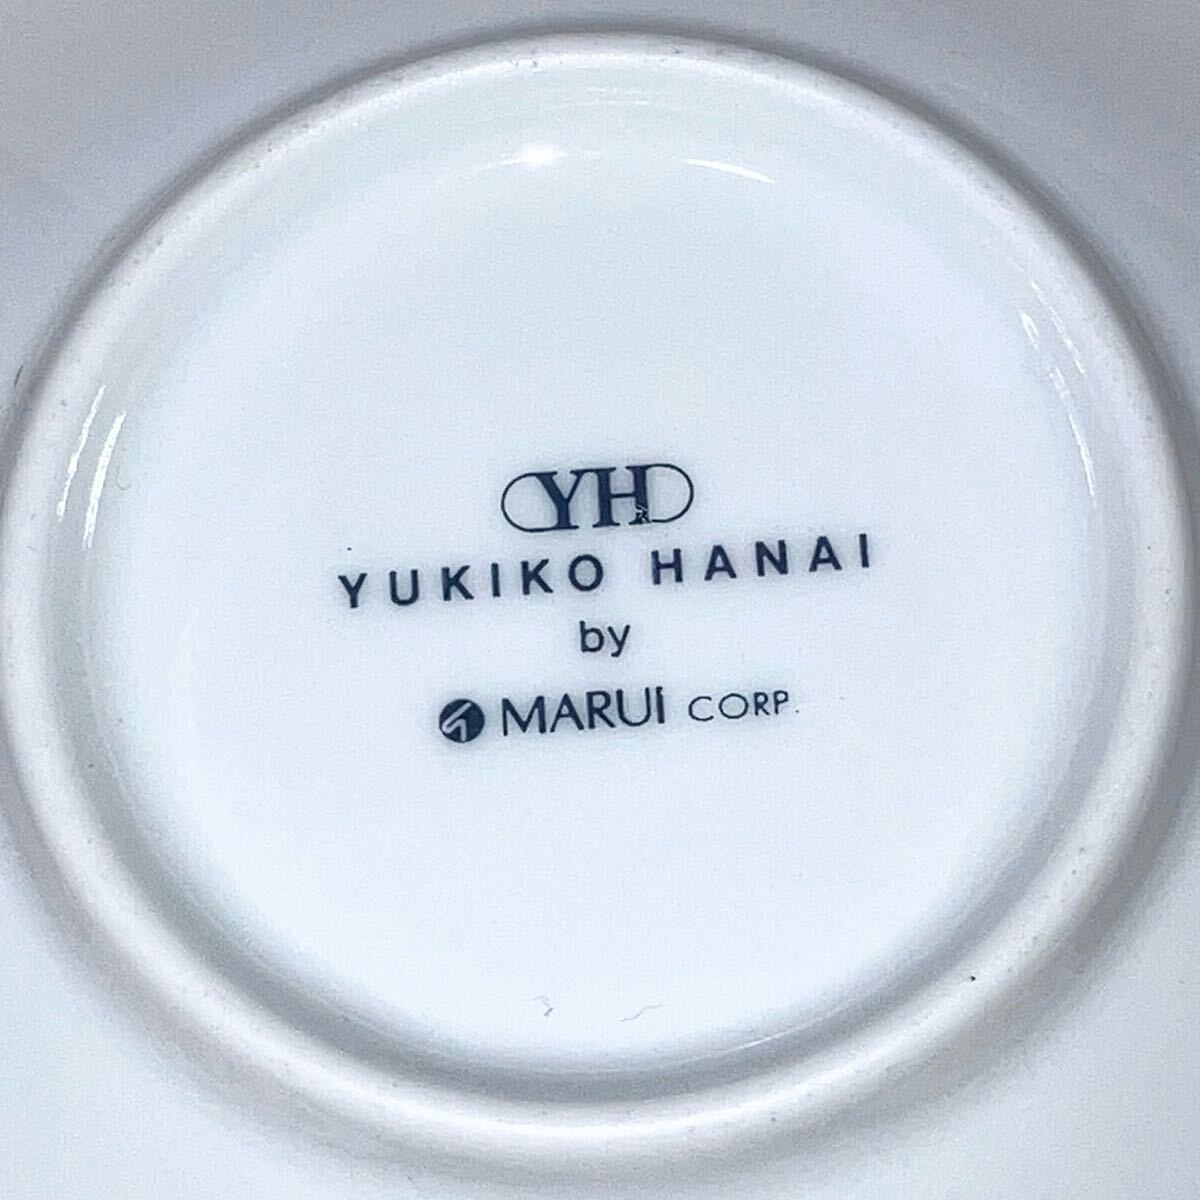 YH
YUKIKO HANAI
by
MARUI CORP.